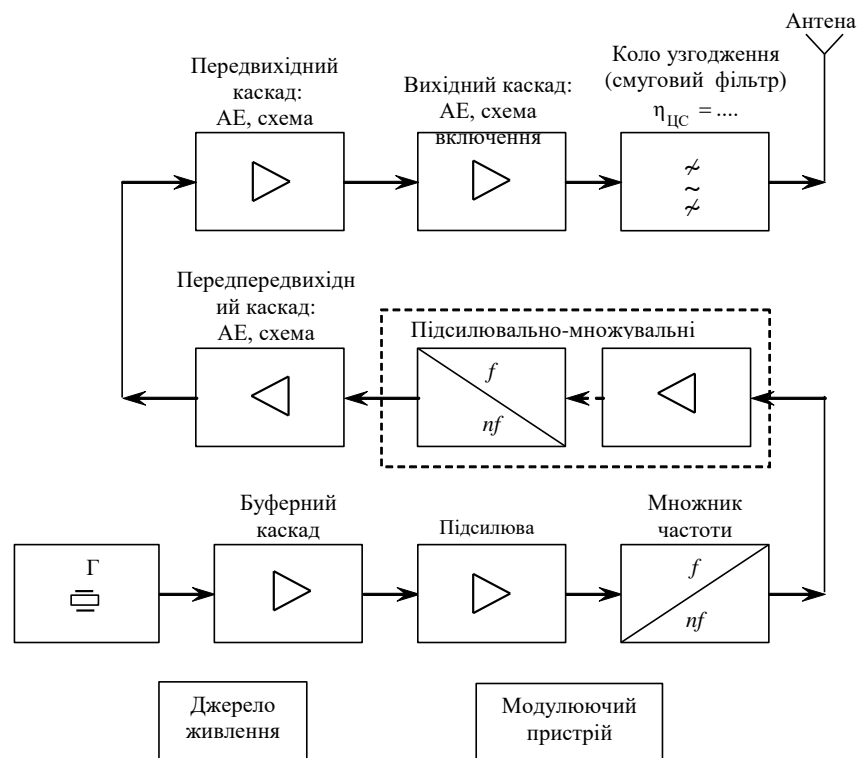 Антена
Коло узгодження
(смуговий фільтр)
η_ЦС = ....
Передвихідний
каскад:
АЕ, схема
Вихідний каскад:
АЕ, схема
включення
Передпередвихідн
ий каскад:
АЕ, схема
Підсилювально-множувальні
f
nf
Буферний
каскад
Підсилюва
Множник
частоти
Г
f
nf
Джерело
живлення
Модулюючий
пристрій